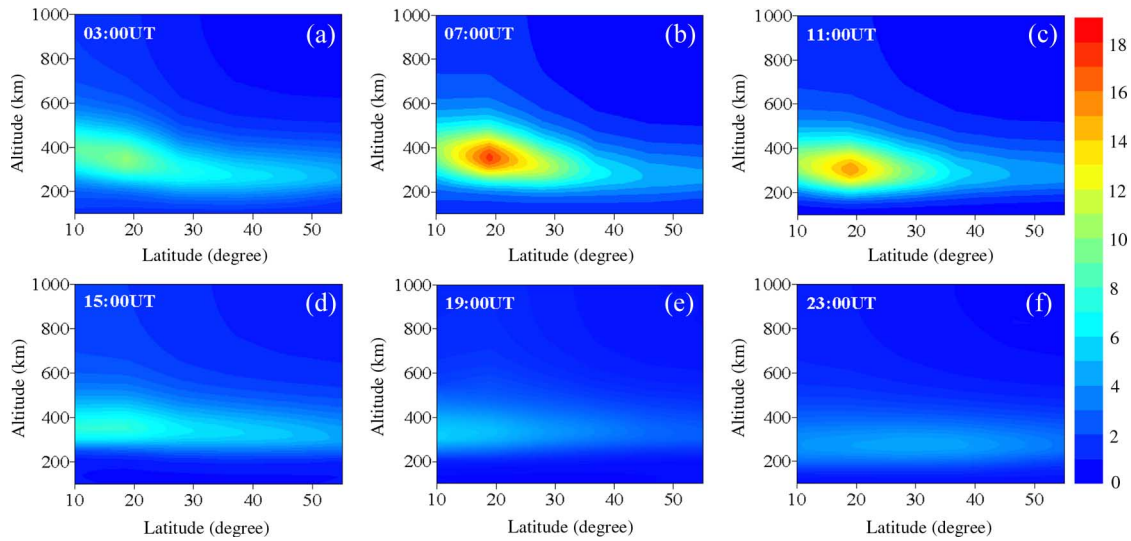 1000
800
600
400
200
10 20 30 40 50
Altitude (km)
Latitude (degree)
03:00UT (a)
1000
800
600
400
200
10 20 30 40 50
Altitude (km)
Latitude (degree)
07:00UT (b)
1000
800
600
400
200
10 20 30 40 50
Altitude (km)
Latitude (degree)
11:00UT (c)
18
16
14
12
10
8
6
4
2
0
1000
800
600
400
200
10 20 30 40 50
Altitude (km)
Latitude (degree)
15:00UT (d)
1000
800
600
400
200
10 20 30 40 50
Altitude (km)
Latitude (degree)
19:00UT (e)
1000
800
600
400
200
10 20 30 40 50
Altitude (km)
Latitude (degree)
23:00UT (f)